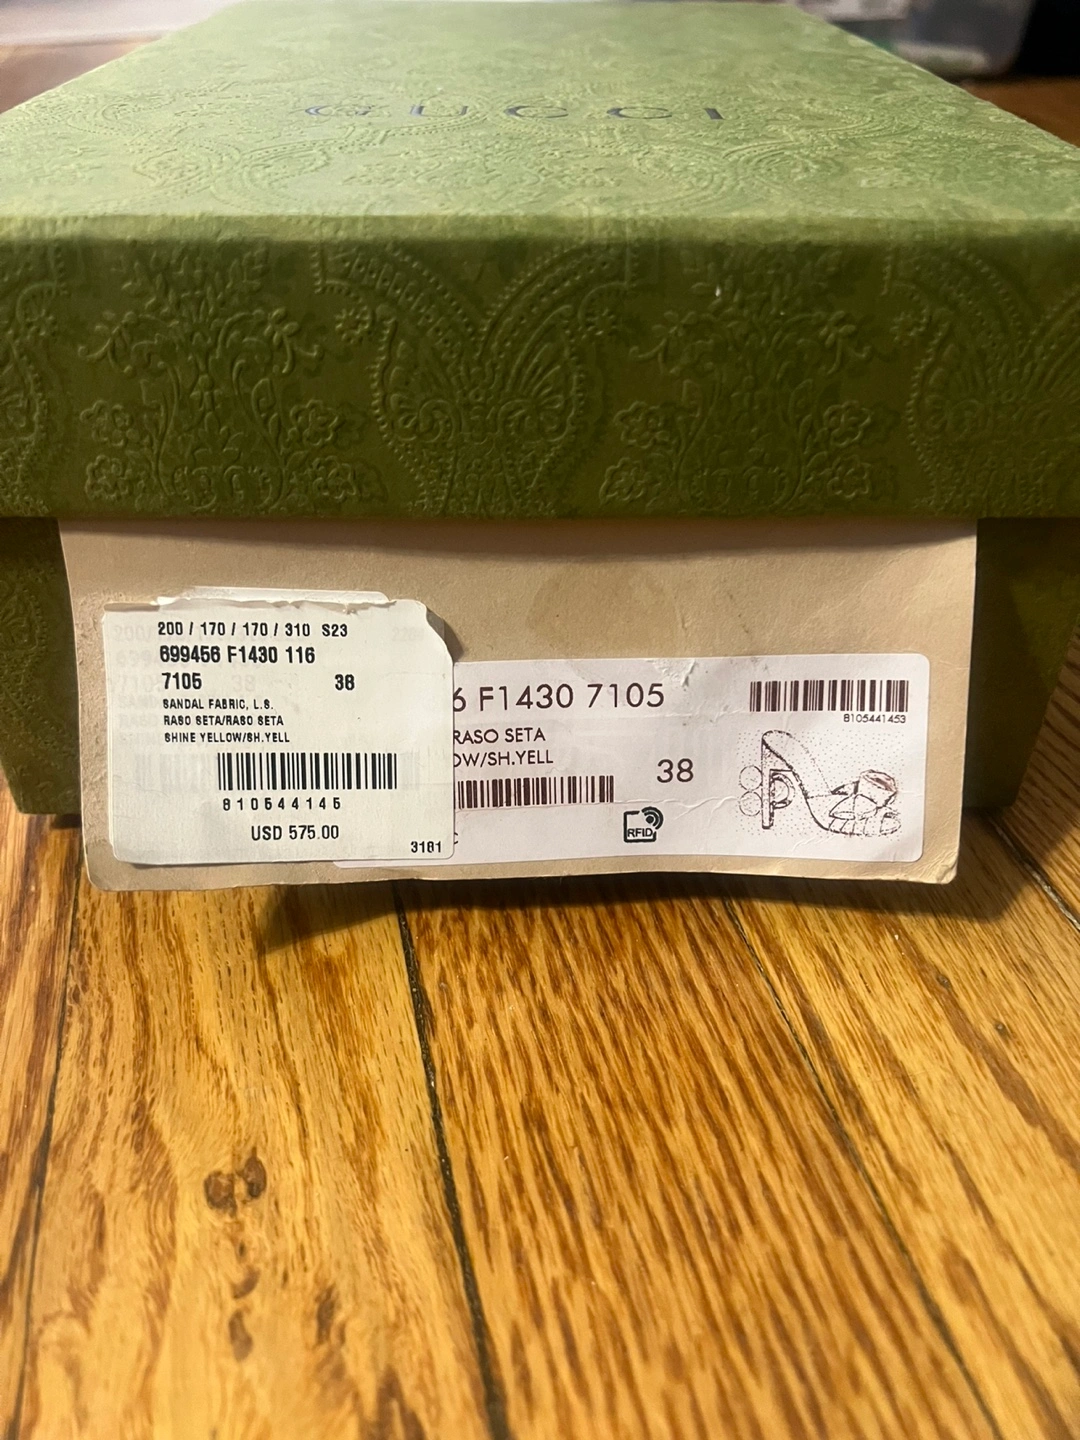 GUCCI
200 / 170 / 170 / 310 S23
699456 F1430 116
7105 38
SANDAL FABRIC, L.S.
RASO SETA/RASO SETA
SHINE YELLOW/SH.YELL
810544145
USD 575.00
3181
6 F1430 7105
RASO SETA
OW/SH.YELL
38
RFID
C
8105441453